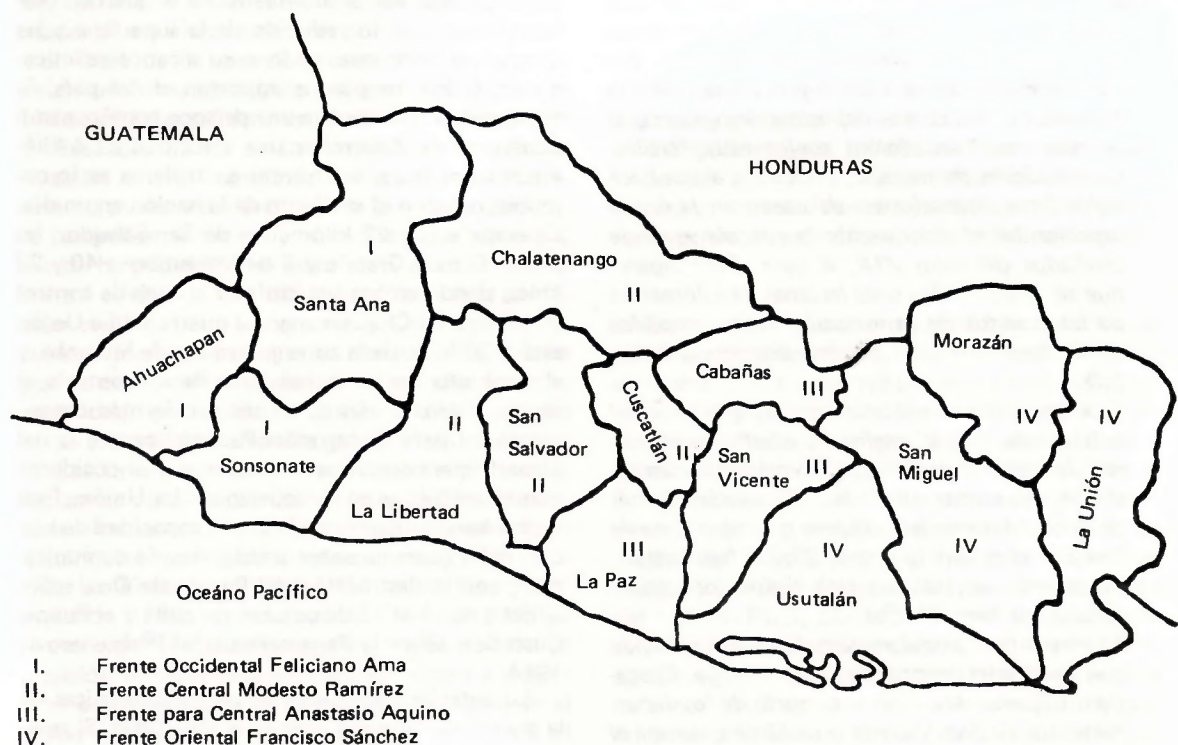 GUATEMALA
HONDURAS
I
Chalatenango
Santa Ana
II
Morazán
Ahuachapan
Cabañas
III
Cuscatlán
I
II
San
Salvador
IV
IV
I
II
San
Vicente
III
San
Miguel
La Unión
Sonsonate
II
La Libertad
III
IV
IV
La Paz
Usutalán
Oceáno Pacífico
I. Frente Occidental Feliciano Ama
II. Frente Central Modesto Ramírez
III. Frente para Central Anastasio Aquino
IV. Frente Oriental Francisco Sánchez